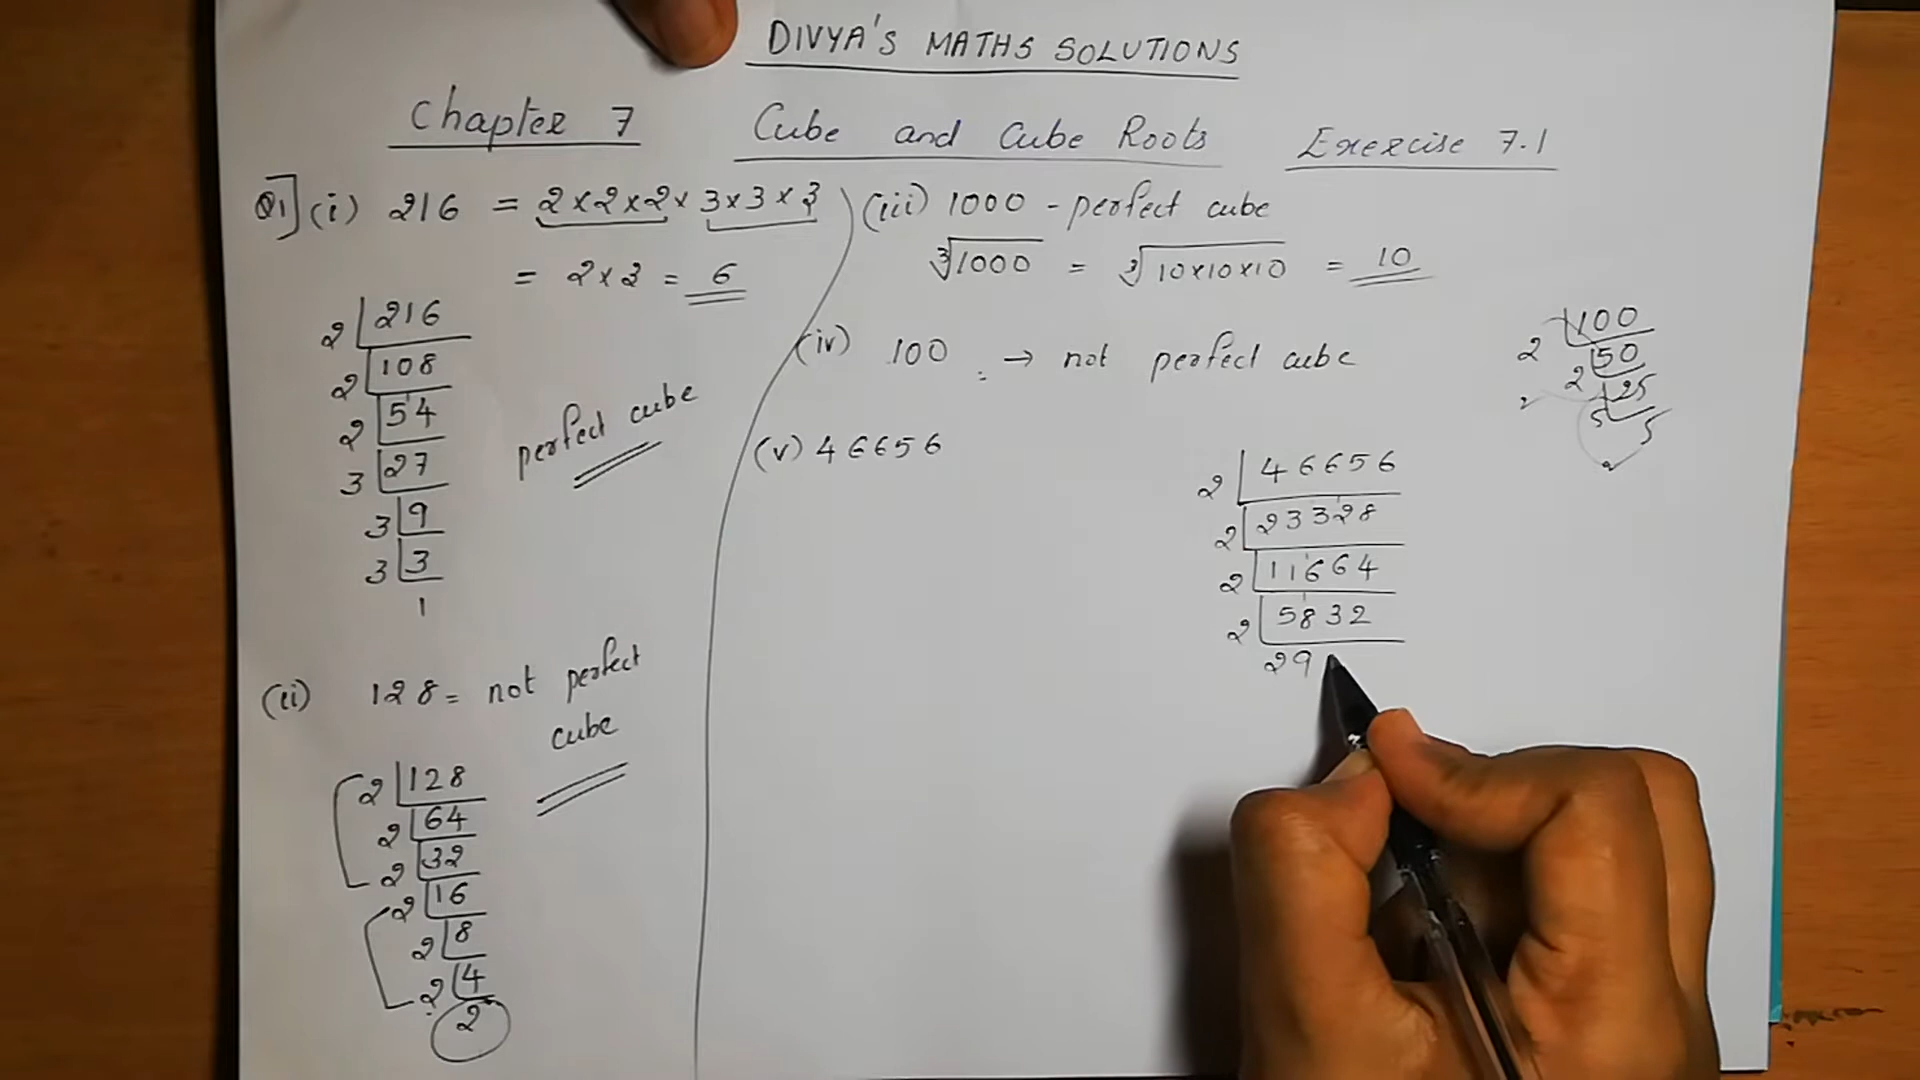 DIVYA'S MATHS SOLUTIONS
Chapter 7 Cube and Cube Roots Exercise 7.1
Q1] (i) 216 = 2×2×2×3×3×3
= 2×3 = 6
2 | 216
2 | 108
2 | 54
3 | 27
3 | 9
3 | 3
1
perfect cube
(ii) 128 = not perfect
cube
2 | 128
2 | 64
2 | 32
2 | 16
2 | 8
2 | 4
2
(iii) 1000 - perfect cube
∛1000 = ∛10×10×10 = 10
(iv) 100 → not perfect cube
2 | 100
2 | 50
5 | 25
5
(v) 46656
2 | 46656
2 | 23328
2 | 11664
2 | 5832
29